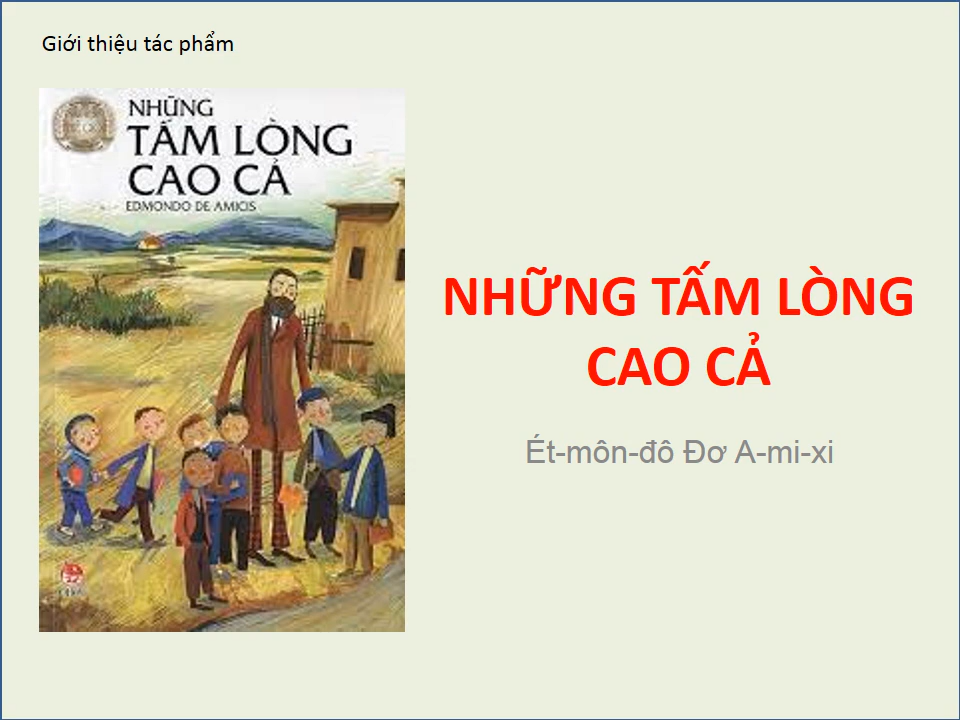 Giới thiệu tác phẩm
NHỮNG
TẤM LÒNG
CAO CẢ
EDMONDO DE AMICIS
NHỮNG TẤM LÒNG
CAO CẢ
Ét-môn-đô Đơ A-mi-xi